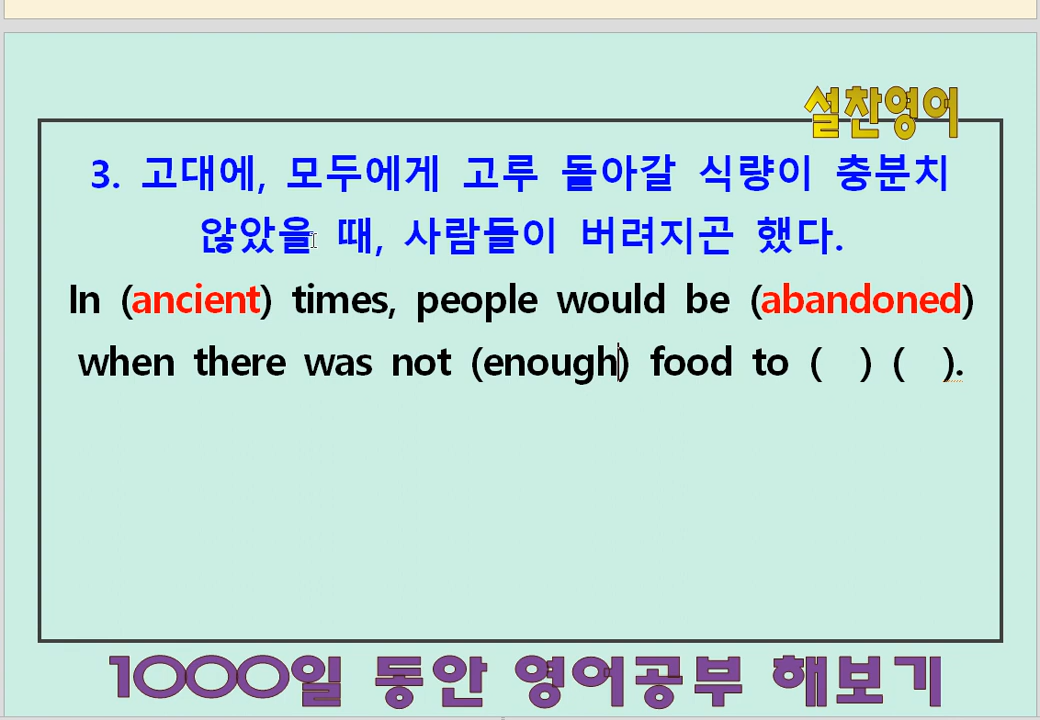 설찬영어
3. 고대에, 모두에게 고루 돌아갈 식량이 충분치
않았을 때, 사람들이 버려지곤 했다.
In (ancient) times, people would be (abandoned)
when there was not (enough) food to (  ) (  ).
1000일 동안 영어공부 해보기